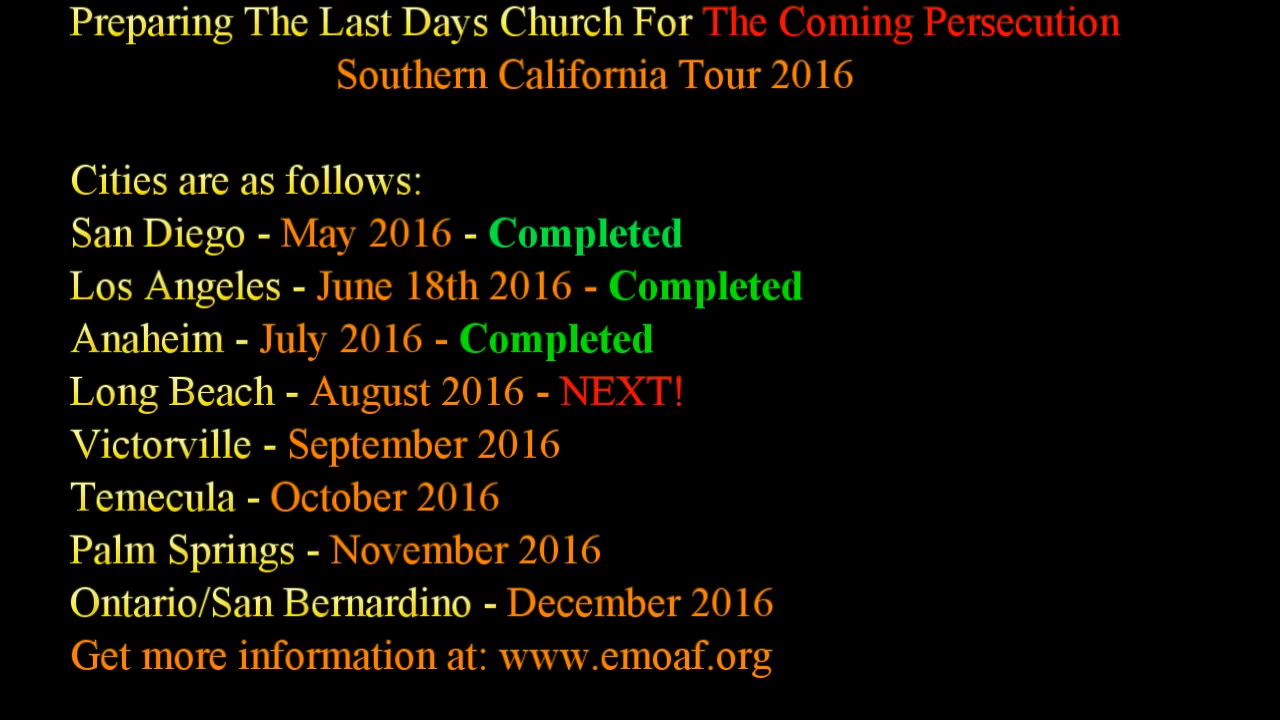 Preparing The Last Days Church For The Coming Persecution
Southern California Tour 2016
Cities are as follows:
San Diego - May 2016 - Completed
Los Angeles - June 18th 2016 - Completed
Anaheim - July 2016 - Completed
Long Beach - August 2016 - NEXT!
Victorville - September 2016
Temecula - October 2016
Palm Springs - November 2016
Ontario/San Bernardino - December 2016
Get more information at: www.emoaf.org